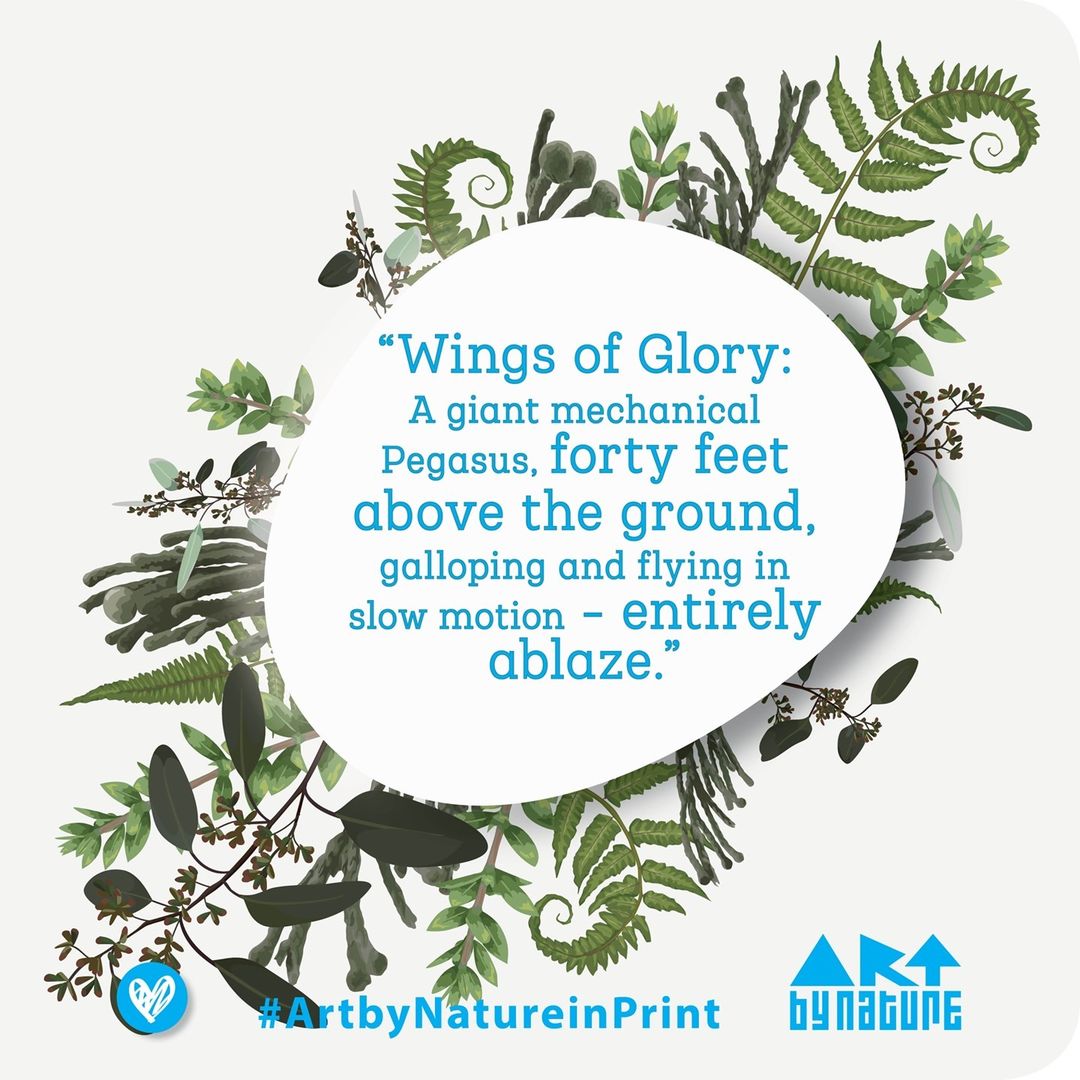 “Wings of Glory:
A giant mechanical
Pegasus, forty feet
above the ground,
galloping and flying in
slow motion – entirely
ablaze.”
#ArtbyNatureinPrint
ART
by nature